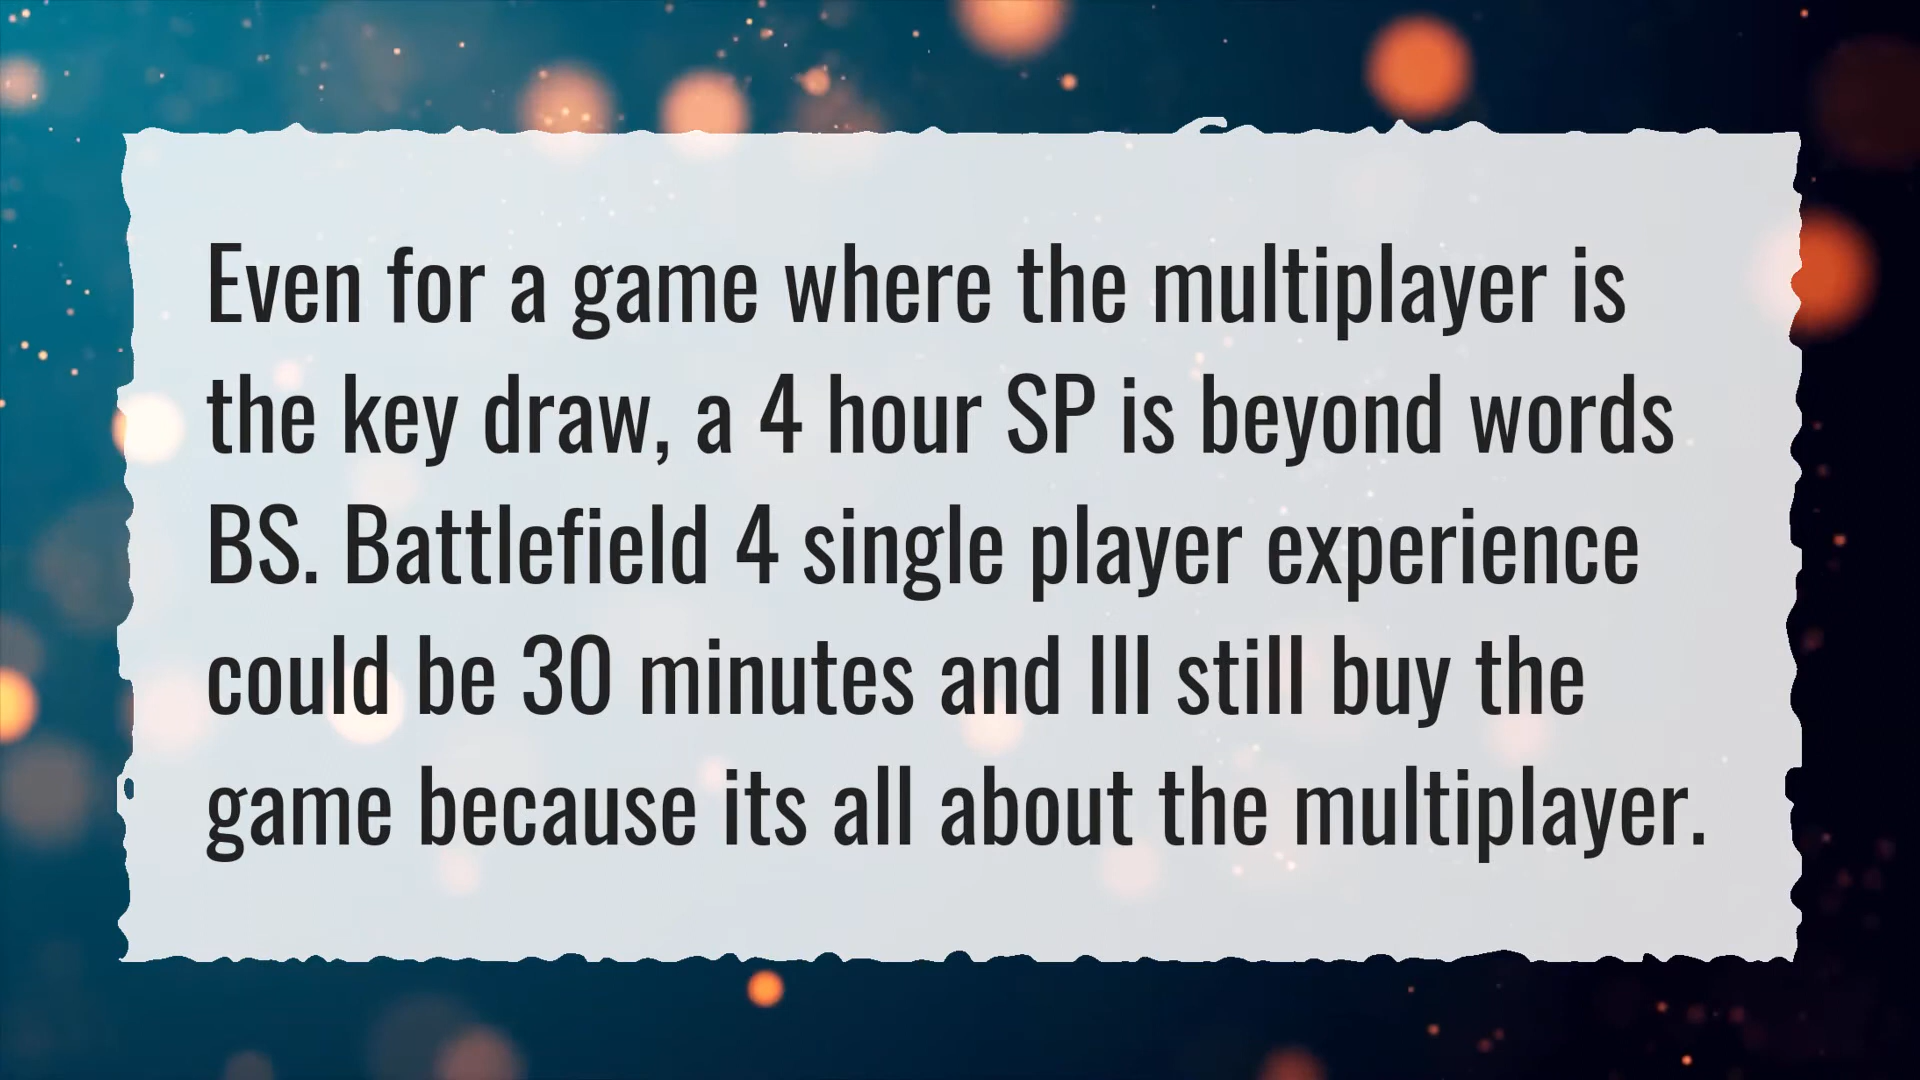 Even for a game where the multiplayer is
the key draw, a 4 hour SP is beyond words
BS. Battlefield 4 single player experience
could be 30 minutes and Ill still buy the
game because its all about the multiplayer.